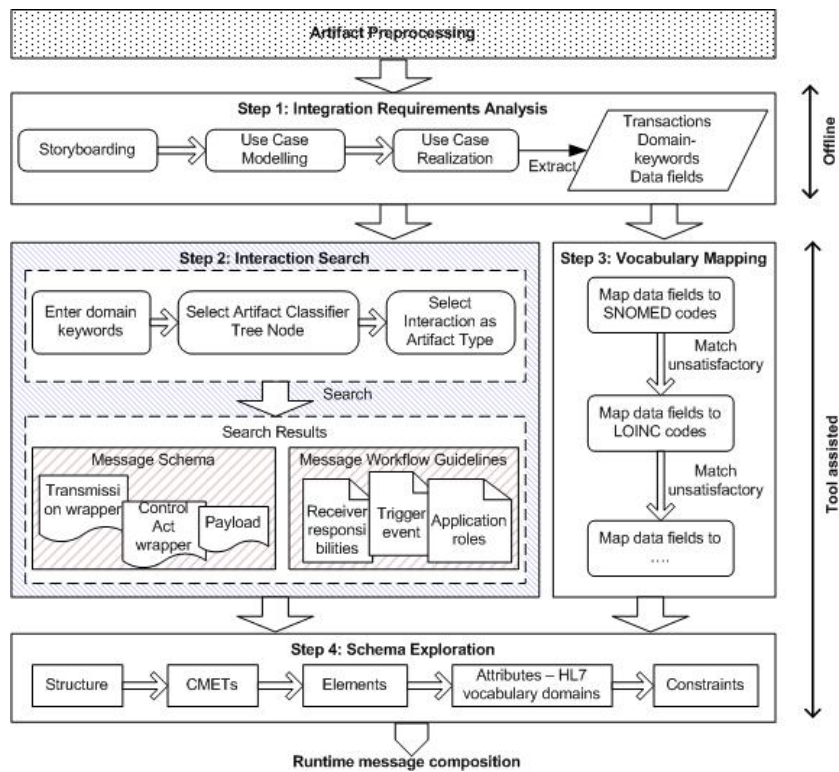 Artifact Preprocessing
Step 1: Integration Requirements Analysis
Storyboarding
Use Case
Modelling
Use Case
Realization
Extract
Transactions
Domain-
keywords
Data fields
Offline
Step 2: Interaction Search
Enter domain
keywords
Select Artifact Classifier
Tree Node
Select
Interaction as
Artifact Type
Search
Search Results
Message Schema
Transmissi
on wrapper
Control
Act
wrapper
Payload
Message Workflow Guidelines
Receiver
responsi
bilities
Trigger
event
Application
roles
Step 3: Vocabulary Mapping
Map data fields to
SNOMED codes
Match
unsatisfactory
Map data fields to
LOINC codes
Match
unsatisfactory
Map data fields to
....
Tool assisted
Step 4: Schema Exploration
Structure
CMETs
Elements
Attributes – HL7
vocabulary domains
Constraints
Runtime message composition